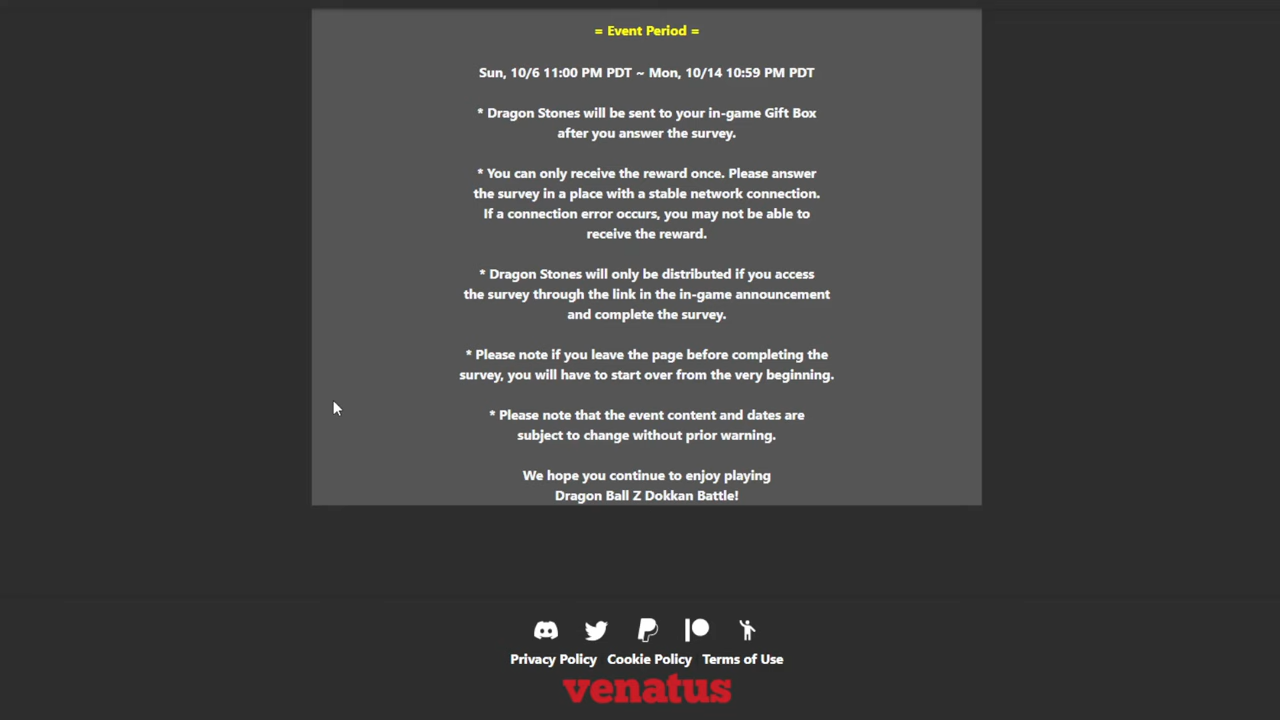 = Event Period =
Sun, 10/6 11:00 PM PDT ~ Mon, 10/14 10:59 PM PDT
* Dragon Stones will be sent to your in-game Gift Box
after you answer the survey.
* You can only receive the reward once. Please answer
the survey in a place with a stable network connection.
If a connection error occurs, you may not be able to
receive the reward.
* Dragon Stones will only be distributed if you access
the survey through the link in the in-game announcement
and complete the survey.
* Please note if you leave the page before completing the
survey, you will have to start over from the very beginning.
* Please note that the event content and dates are
subject to change without prior warning.
We hope you continue to enjoy playing
Dragon Ball Z Dokkan Battle!
Privacy Policy Cookie Policy Terms of Use
venatus